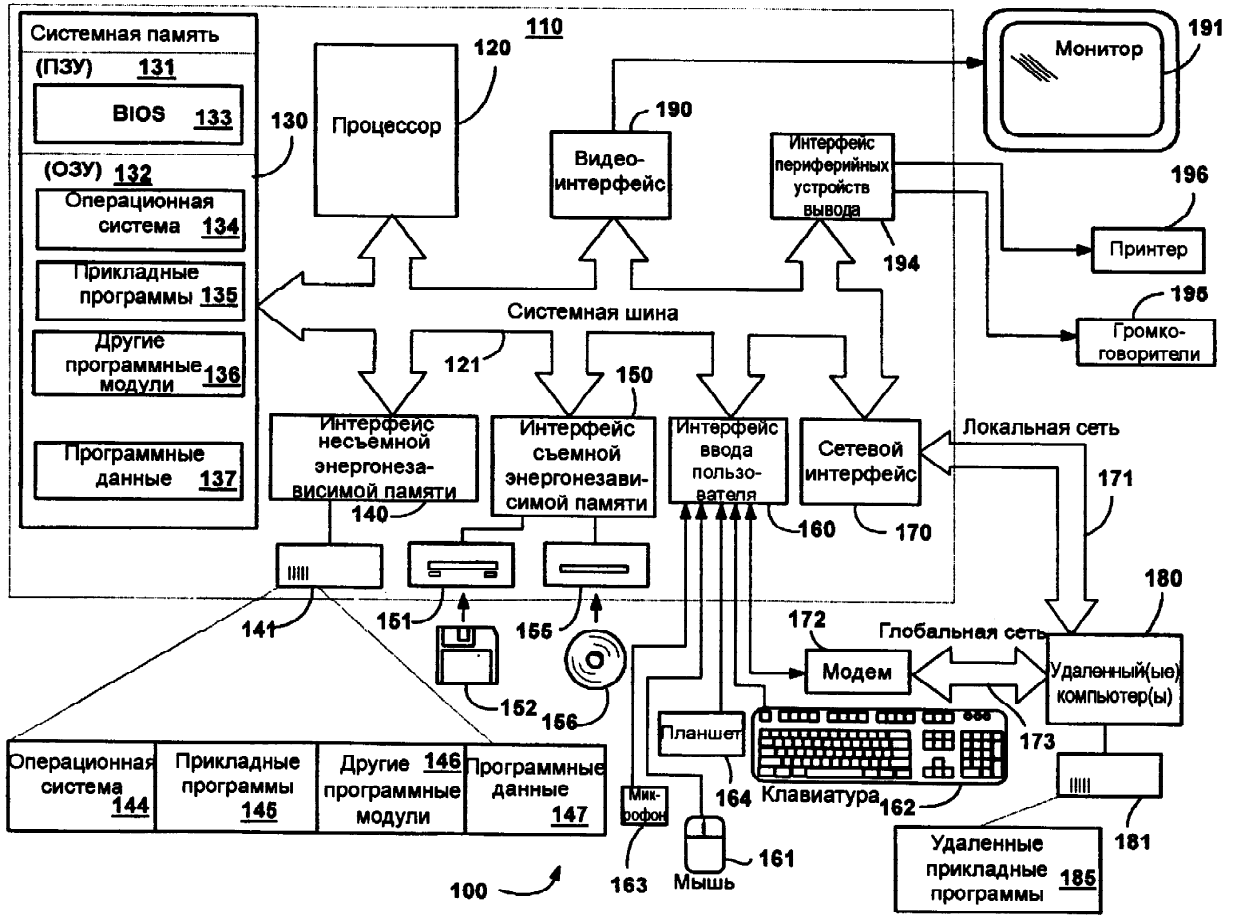 Системная память
(ПЗУ) 131
BIOS 133
130
(ОЗУ) 132
Операционная
система 134
Прикладные
программы 135
Другие
программные
модули 136
Программные
данные 137
110
120
Процессор
190
Видео-
интерфейс
Интерфейс
периферийных
устройств
вывода
194
Монитор
191
196
Принтер
195
Громко-
говорители
Системная шина
121
150
Интерфейс
несъемной
энергонеза-
висимой памяти
140
Интерфейс
съемной
энергонезави-
симой памяти
Интерфейс
ввода
пользо-
вателя
160
Сетевой
интерфейс
170
Локальная сеть
171
141
151
152
155
156
172
Модем
Глобальная сеть
173
180
Удаленный(ые)
компьютер(ы)
181
Удаленные
прикладные
программы 185
Планшет
164
Клавиатура
162
Мик-
рофон
163
Мышь
161
Операционная
система 144
Прикладные
программы 145
Другие 146
программные
модули
Программные
данные 147
100